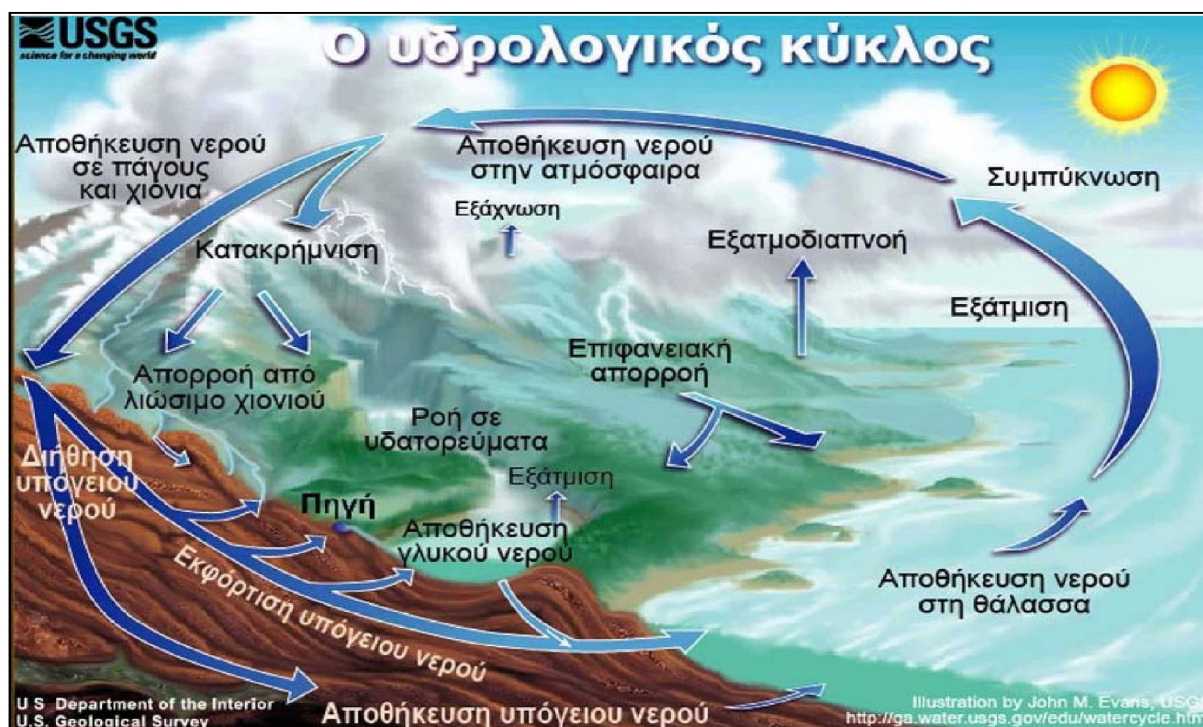 USGS
science for a changing world
Ο υδρολογικός κύκλος
Αποθήκευση νερού
σε πάγους
και χιόνια
Αποθήκευση νερού
στην ατμόσφαιρα
Συμπύκνωση
Εξάχνωση
Κατακρήμνιση
Εξατμοδιαπνοή
Εξάτμιση
Επιφανειακή
απορροή
Απορροή από
λιώσιμο χιονιού
Ροή σε
υδατορεύματα
Διήθηση
υπόγειου
νερού
Εξάτμιση
Πηγή
Αποθήκευση
γλυκού νερού
Αποθήκευση νερού
στη θάλασσα
Εκφόρτιση υπόγειου νερού
Αποθήκευση υπόγειου νερού
U S Department of the Interior
U.S. Geological Survey
Illustration by John M. Evans, USG
http://ga.water.usgs.gov/edu/watercycle.h